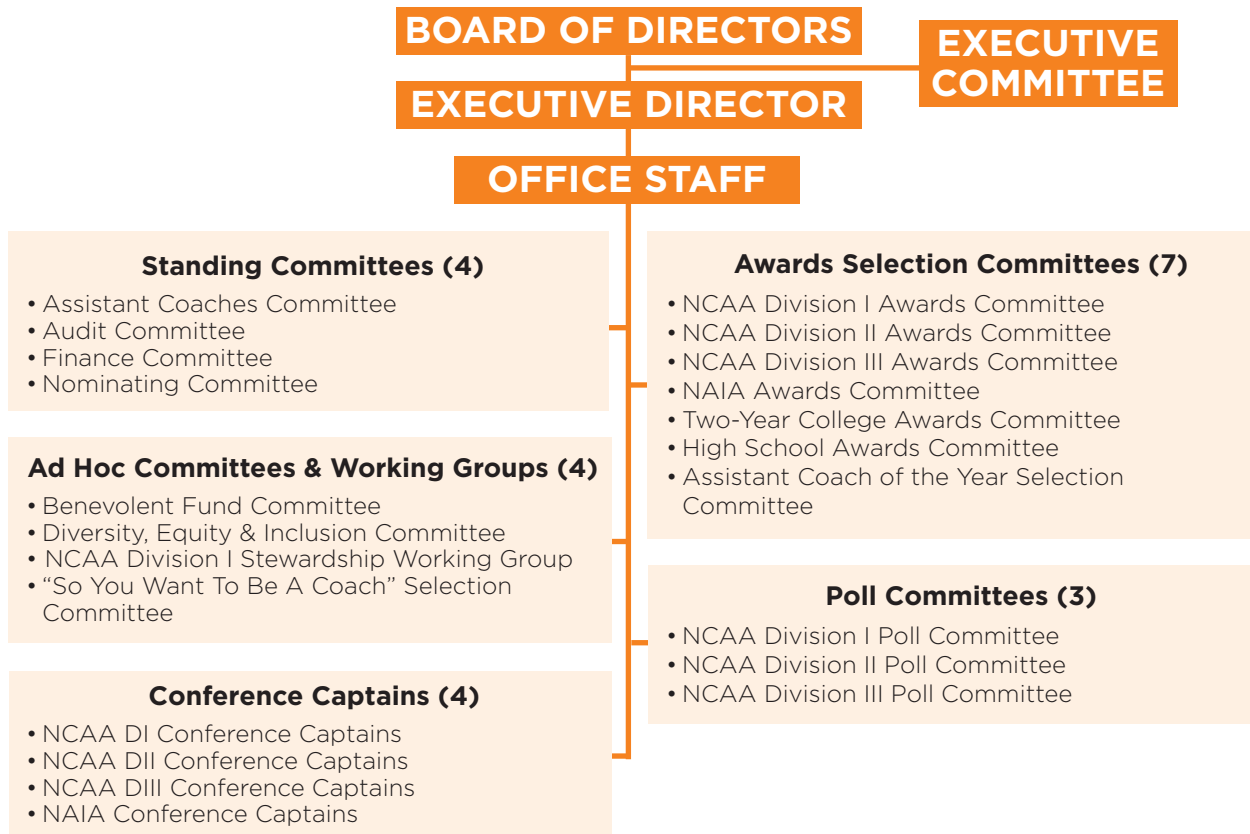 BOARD OF DIRECTORS
EXECUTIVE
COMMITTEE
EXECUTIVE DIRECTOR
OFFICE STAFF
Standing Committees (4)
• Assistant Coaches Committee
• Audit Committee
• Finance Committee
• Nominating Committee
Ad Hoc Committees & Working Groups (4)
• Benevolent Fund Committee
• Diversity, Equity & Inclusion Committee
• NCAA Division I Stewardship Working Group
• “So You Want To Be A Coach” Selection
Committee
Conference Captains (4)
• NCAA DI Conference Captains
• NCAA DII Conference Captains
• NCAA DIII Conference Captains
• NAIA Conference Captains
Awards Selection Committees (7)
• NCAA Division I Awards Committee
• NCAA Division II Awards Committee
• NCAA Division III Awards Committee
• NAIA Awards Committee
• Two-Year College Awards Committee
• High School Awards Committee
• Assistant Coach of the Year Selection
Committee
Poll Committees (3)
• NCAA Division I Poll Committee
• NCAA Division II Poll Committee
• NCAA Division III Poll Committee